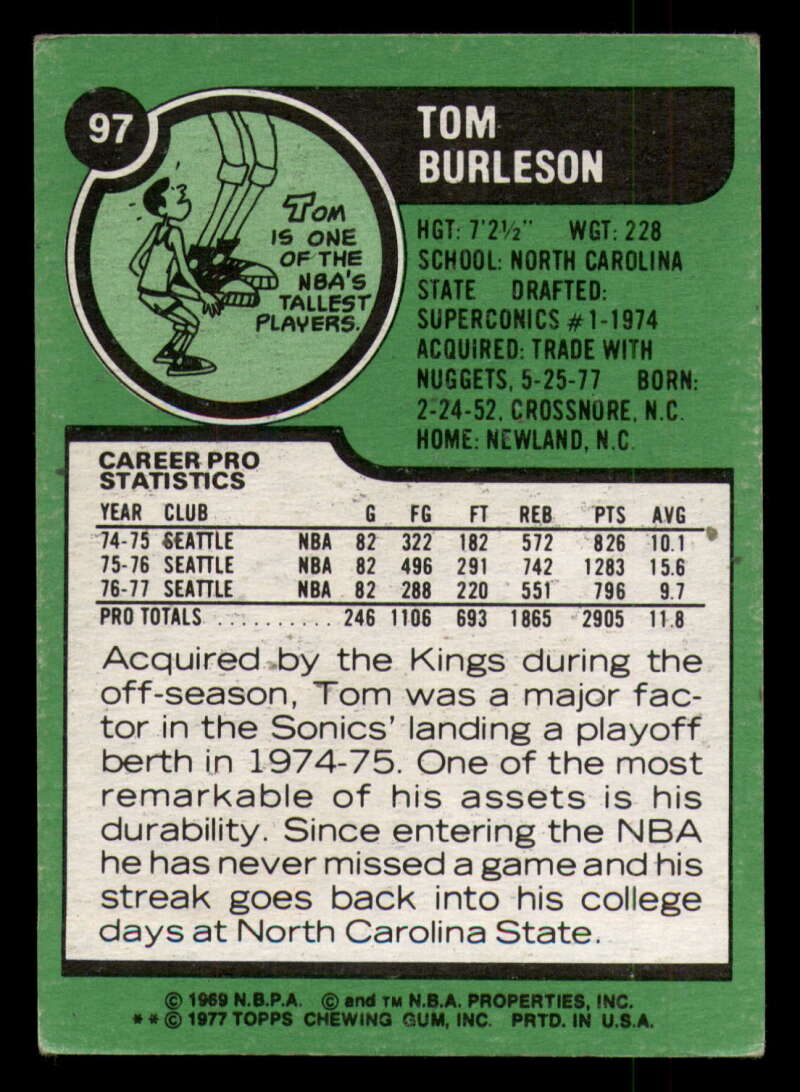 97
TOM
BURLESON
TOM
IS ONE
OF THE
NBA'S
TALLEST
PLAYERS.
HGT: 7'2½" WGT: 228
SCHOOL: NORTH CAROLINA
STATE DRAFTED:
SUPERCONICS #1-1974
ACQUIRED: TRADE WITH
NUGGETS, 5-25-77 BORN:
2-24-52, CROSSNORE, N.C.
HOME: NEWLAND, N.C.
CAREER PRO
STATISTICS
YEAR CLUB G FG FT REB PTS AVG
74-75 SEATTLE NBA 82 322 182 572 826 10.1
75-76 SEATTLE NBA 82 496 291 742 1283 15.6
76-77 SEATTLE NBA 82 288 220 551 796 9.7
PRO TOTALS .......... 246 1106 693 1865 2905 11.8
Acquired by the Kings during the
off-season, Tom was a major fac-
tor in the Sonics' landing a playoff
berth in 1974-75. One of the most
remarkable of his assets is his
durability. Since entering the NBA
he has never missed a game and his
streak goes back into his college
days at North Carolina State.
© 1969 N.B.P.A. © and TM N.B.A. PROPERTIES, INC.
**© 1977 TOPPS CHEWING GUM, INC. PRTD. IN U.S.A.